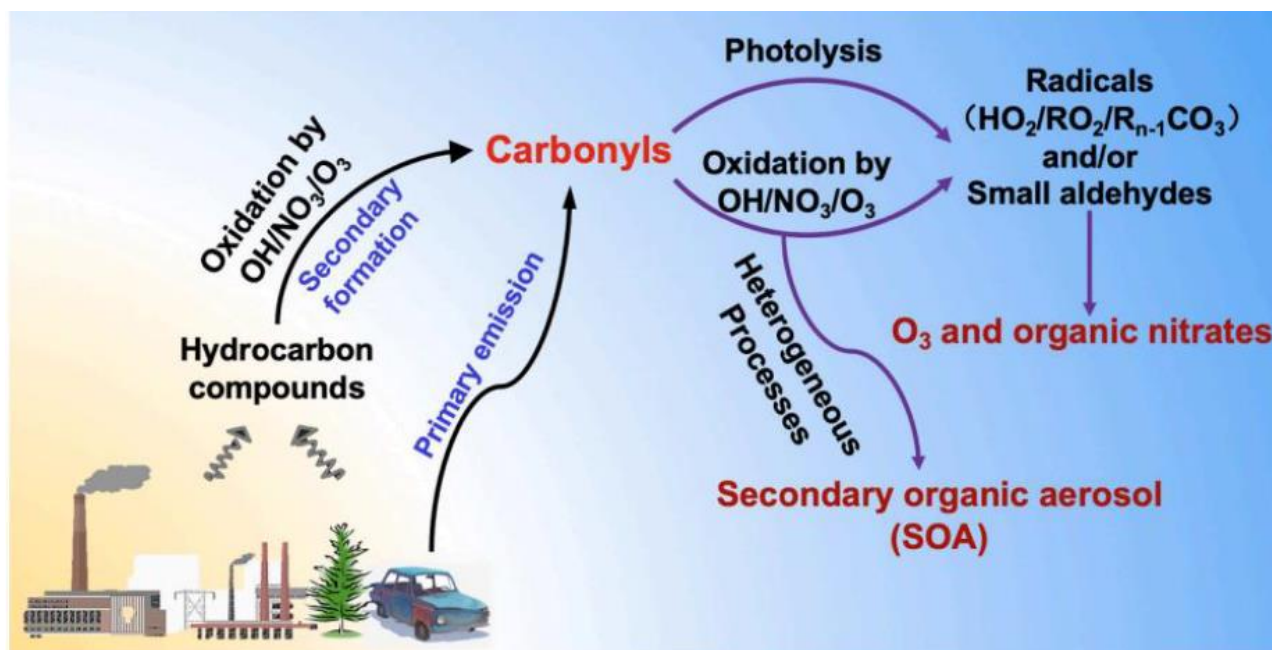 Photolysis
Radicals
（HO₂/RO₂/Rₙ₋₁CO₃）
and/or
Small aldehydes
Oxidation by
OH/NO₃/O₃
Secondary
formation
Carbonyls
Oxidation by
OH/NO₃/O₃
Hydrocarbon
compounds
Primary emission
Heterogeneous
Processes
O₃ and organic nitrates
Secondary organic aerosol
(SOA)